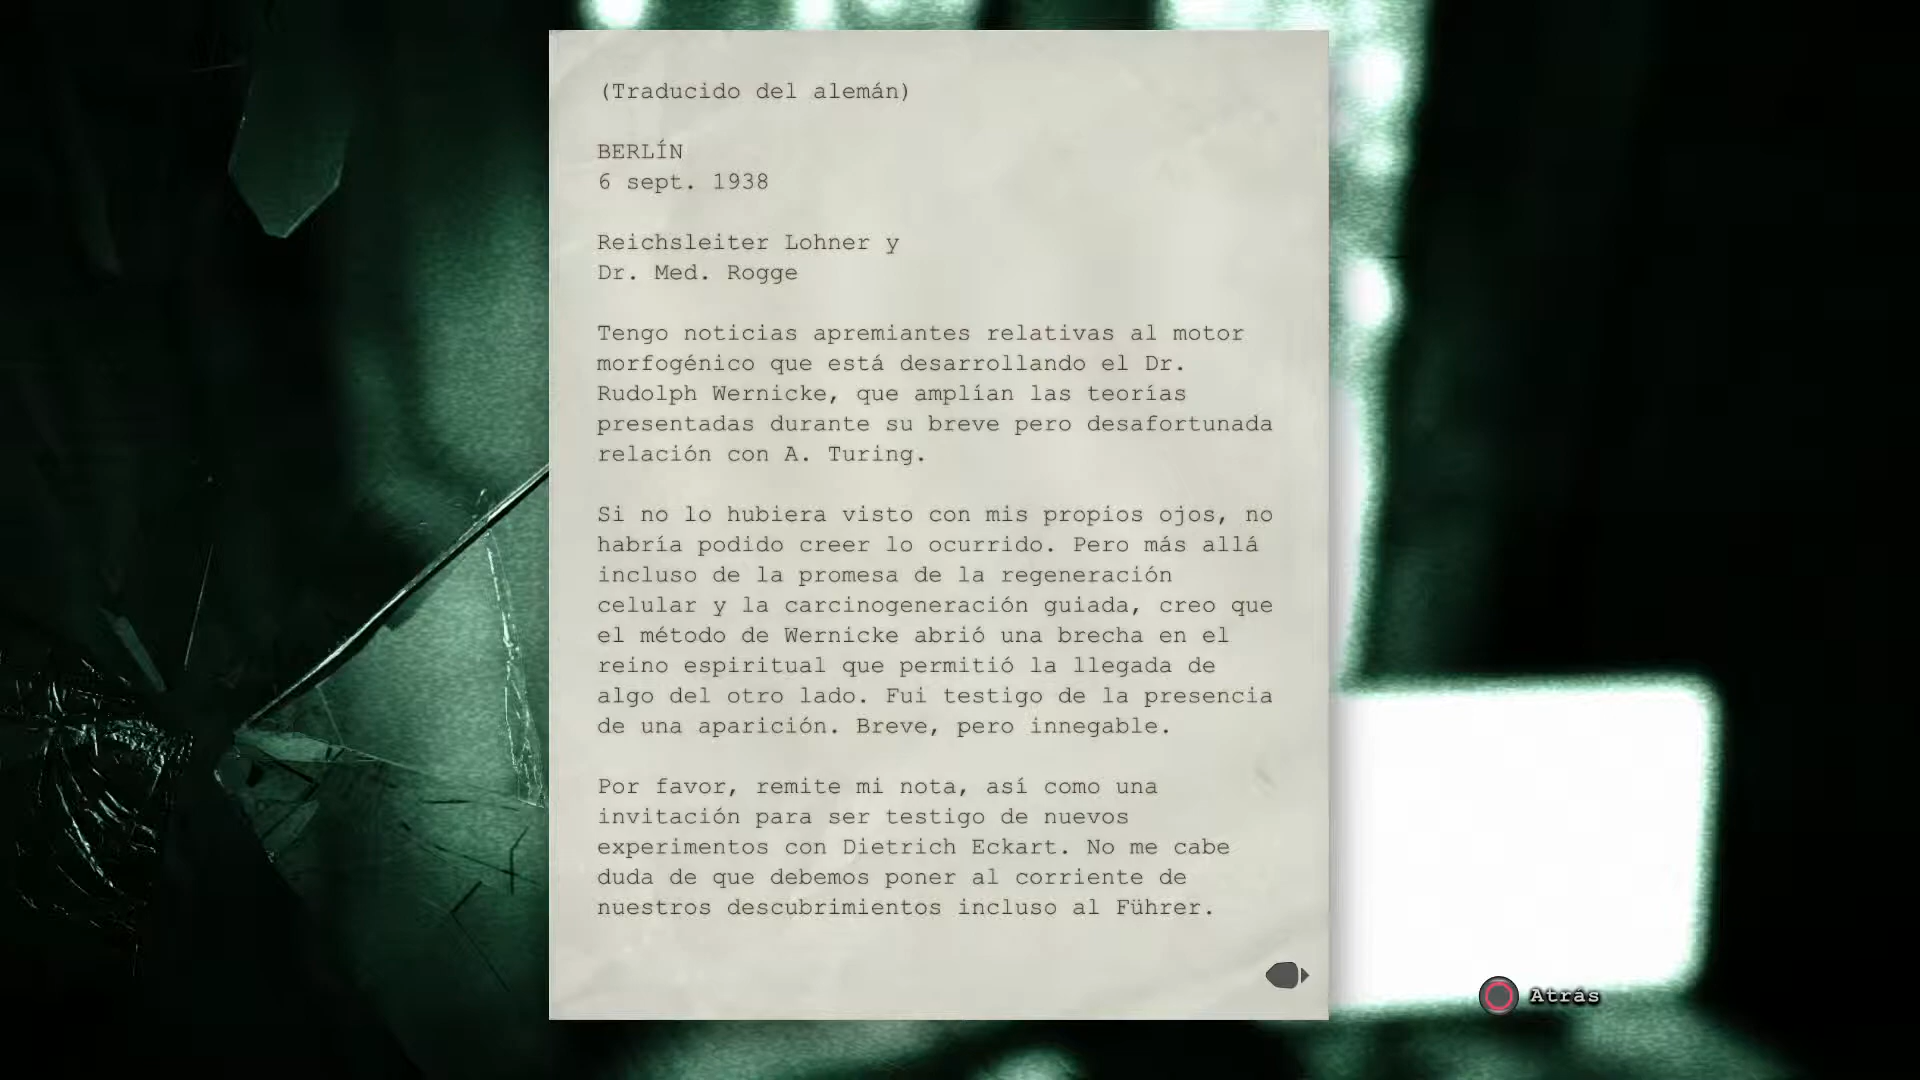 (Traducido del alemán)
BERLÍN
6 sept. 1938
Reichsleiter Lohner y
Dr. Med. Rogge
Tengo noticias apremiantes relativas al motor
morfogénico que está desarrollando el Dr.
Rudolph Wernicke, que amplían las teorías
presentadas durante su breve pero desafortunada
relación con A. Turing.
Si no lo hubiera visto con mis propios ojos, no
habría podido creer lo ocurrido. Pero más allá
incluso de la promesa de la regeneración
celular y la carcinogeneración guiada, creo que
el método de Wernicke abrió una brecha en el
reino espiritual que permitió la llegada de
algo del otro lado. Fui testigo de la presencia
de una aparición. Breve, pero innegable.
Por favor, remite mi nota, así como una
invitación para ser testigo de nuevos
experimentos con Dietrich Eckart. No me cabe
duda de que debemos poner al corriente de
nuestros descubrimientos incluso al Führer.
Atrás